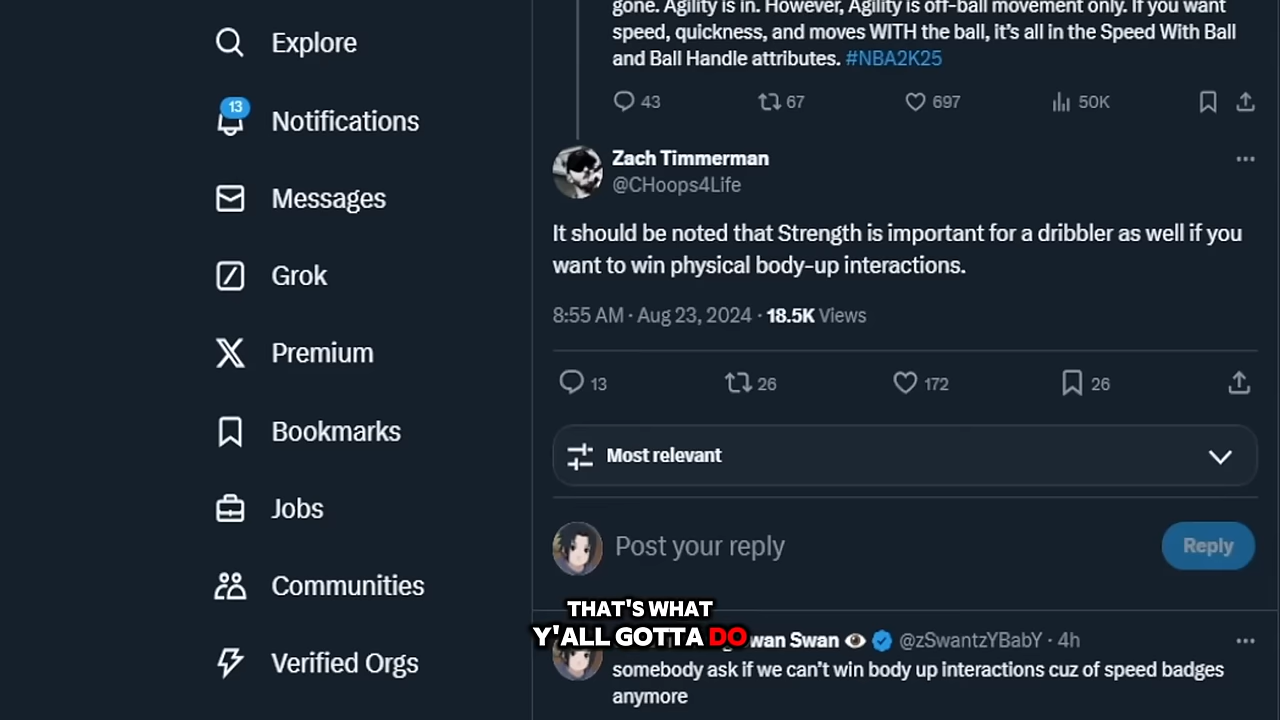 Explore
13
Notifications
Messages
Grok
Premium
Bookmarks
Jobs
Communities
Verified Orgs
gone. Agility is in. However, Agility is off-ball movement only. If you want
speed, quickness, and moves WITH the ball, it's all in the Speed With Ball
and Ball Handle attributes. #NBA2K25
43 67 697 50K
Zach Timmerman
@CHoops4Life
It should be noted that Strength is important for a dribbler as well if you
want to win physical body-up interactions.
8:55 AM · Aug 23, 2024 · 18.5K Views
13 26 172 26
Most relevant
Post your reply
Reply
THAT'S WHAT
Y'ALL GOTTA DO
wan Swan @zSwantzYBabY · 4h
somebody ask if we can't win body up interactions cuz of speed badges
anymore